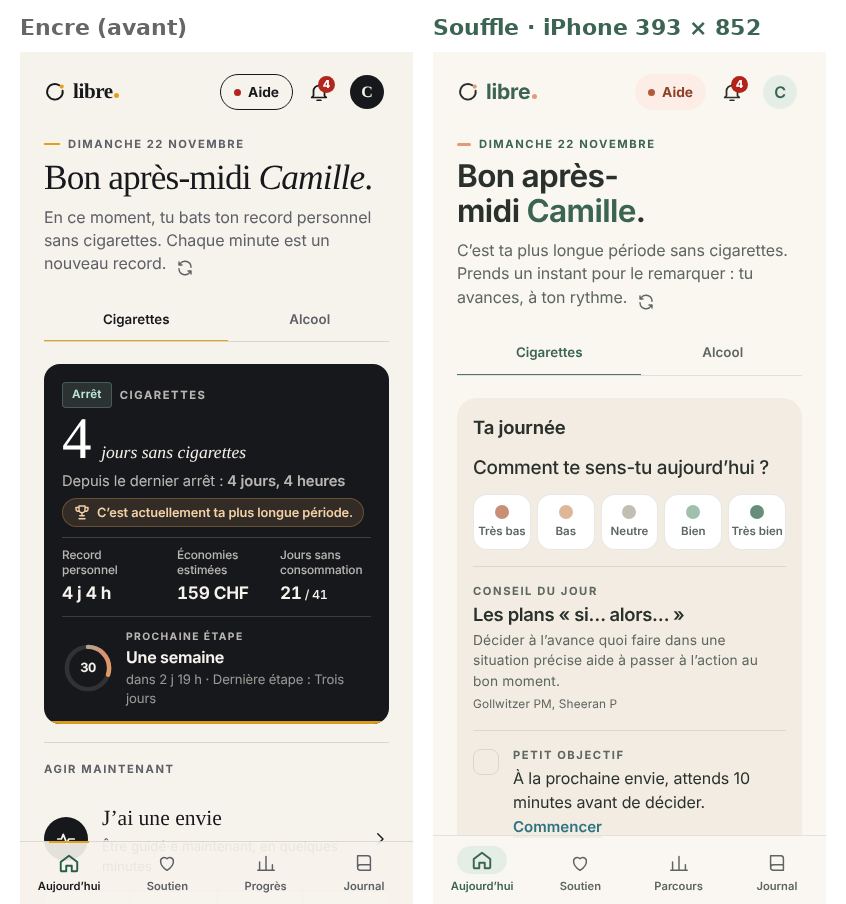 Encre (avant)
libre.
Aide
4
C
DIMANCHE 22 NOVEMBRE
Bon après-midi Camille.
En ce moment, tu bats ton record personnel
sans cigarettes. Chaque minute est un
nouveau record.
Cigarettes
Alcool
Arrêt
CIGARETTES
4 jours sans cigarettes
Depuis le dernier arrêt : 4 jours, 4 heures
C’est actuellement ta plus longue période.
Record
personnel
4 j 4 h
Économies
estimées
159 CHF
Jours sans
consommation
21 / 41
30
PROCHAINE ÉTAPE
Une semaine
dans 2 j 19 h · Dernière étape : Trois
jours
AGIR MAINTENANT
J’ai une envie
Être guidé·e maintenant, en quelques
minutes
Aujourd’hui
Soutien
Progrès
Journal
Souffle · iPhone 393 × 852
libre.
Aide
4
C
DIMANCHE 22 NOVEMBRE
Bon après-
midi Camille.
C’est ta plus longue période sans cigarettes.
Prends un instant pour le remarquer : tu
avances, à ton rythme.
Cigarettes
Alcool
Ta journée
Comment te sens-tu aujourd’hui ?
Très bas
Bas
Neutre
Bien
Très bien
CONSEIL DU JOUR
Les plans « si… alors… »
Décider à l’avance quoi faire dans une
situation précise aide à passer à l’action au
bon moment.
Gollwitzer PM, Sheeran P
PETIT OBJECTIF
À la prochaine envie, attends 10
minutes avant de décider.
Commencer
Aujourd’hui
Soutien
Parcours
Journal